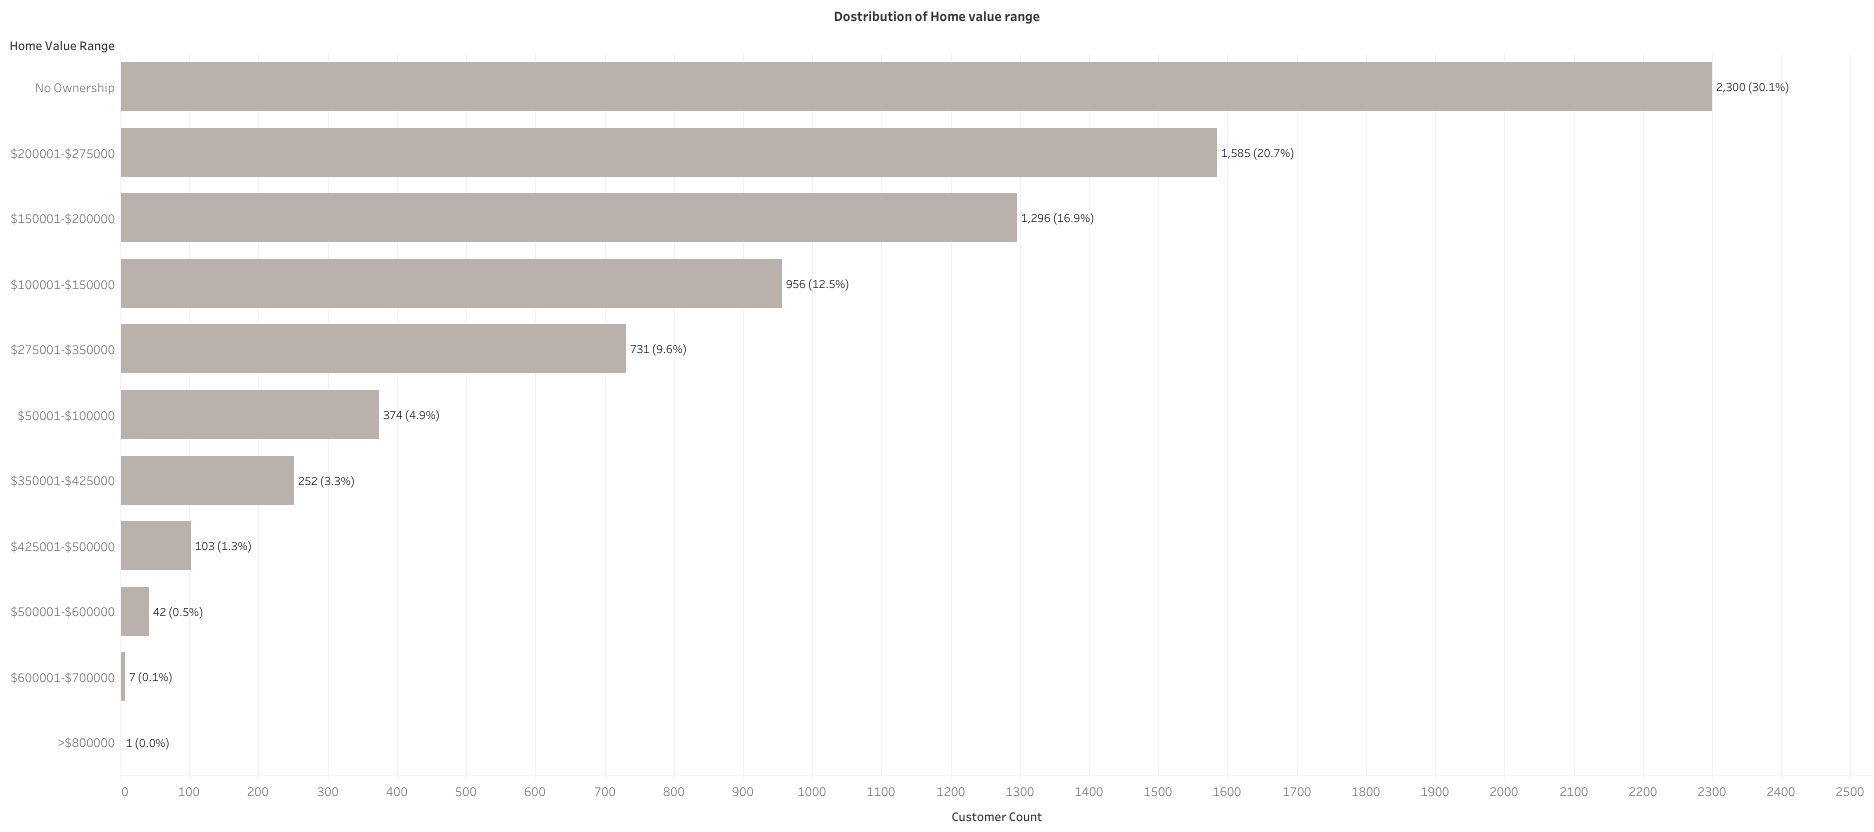 Dostribution of Home value range
Home Value Range
No Ownership 2,300 (30.1%)
$200001-$275000 1,585 (20.7%)
$150001-$200000 1,296 (16.9%)
$100001-$150000 956 (12.5%)
$275001-$350000 731 (9.6%)
$50001-$100000 374 (4.9%)
$350001-$425000 252 (3.3%)
$425001-$500000 103 (1.3%)
$500001-$600000 42 (0.5%)
$600001-$700000 7 (0.1%)
>$800000 1 (0.0%)
0 100 200 300 400 500 600 700 800 900 1000 1100 1200 1300 1400 1500 1600 1700 1800 1900 2000 2100 2200 2300 2400 2500
Customer Count